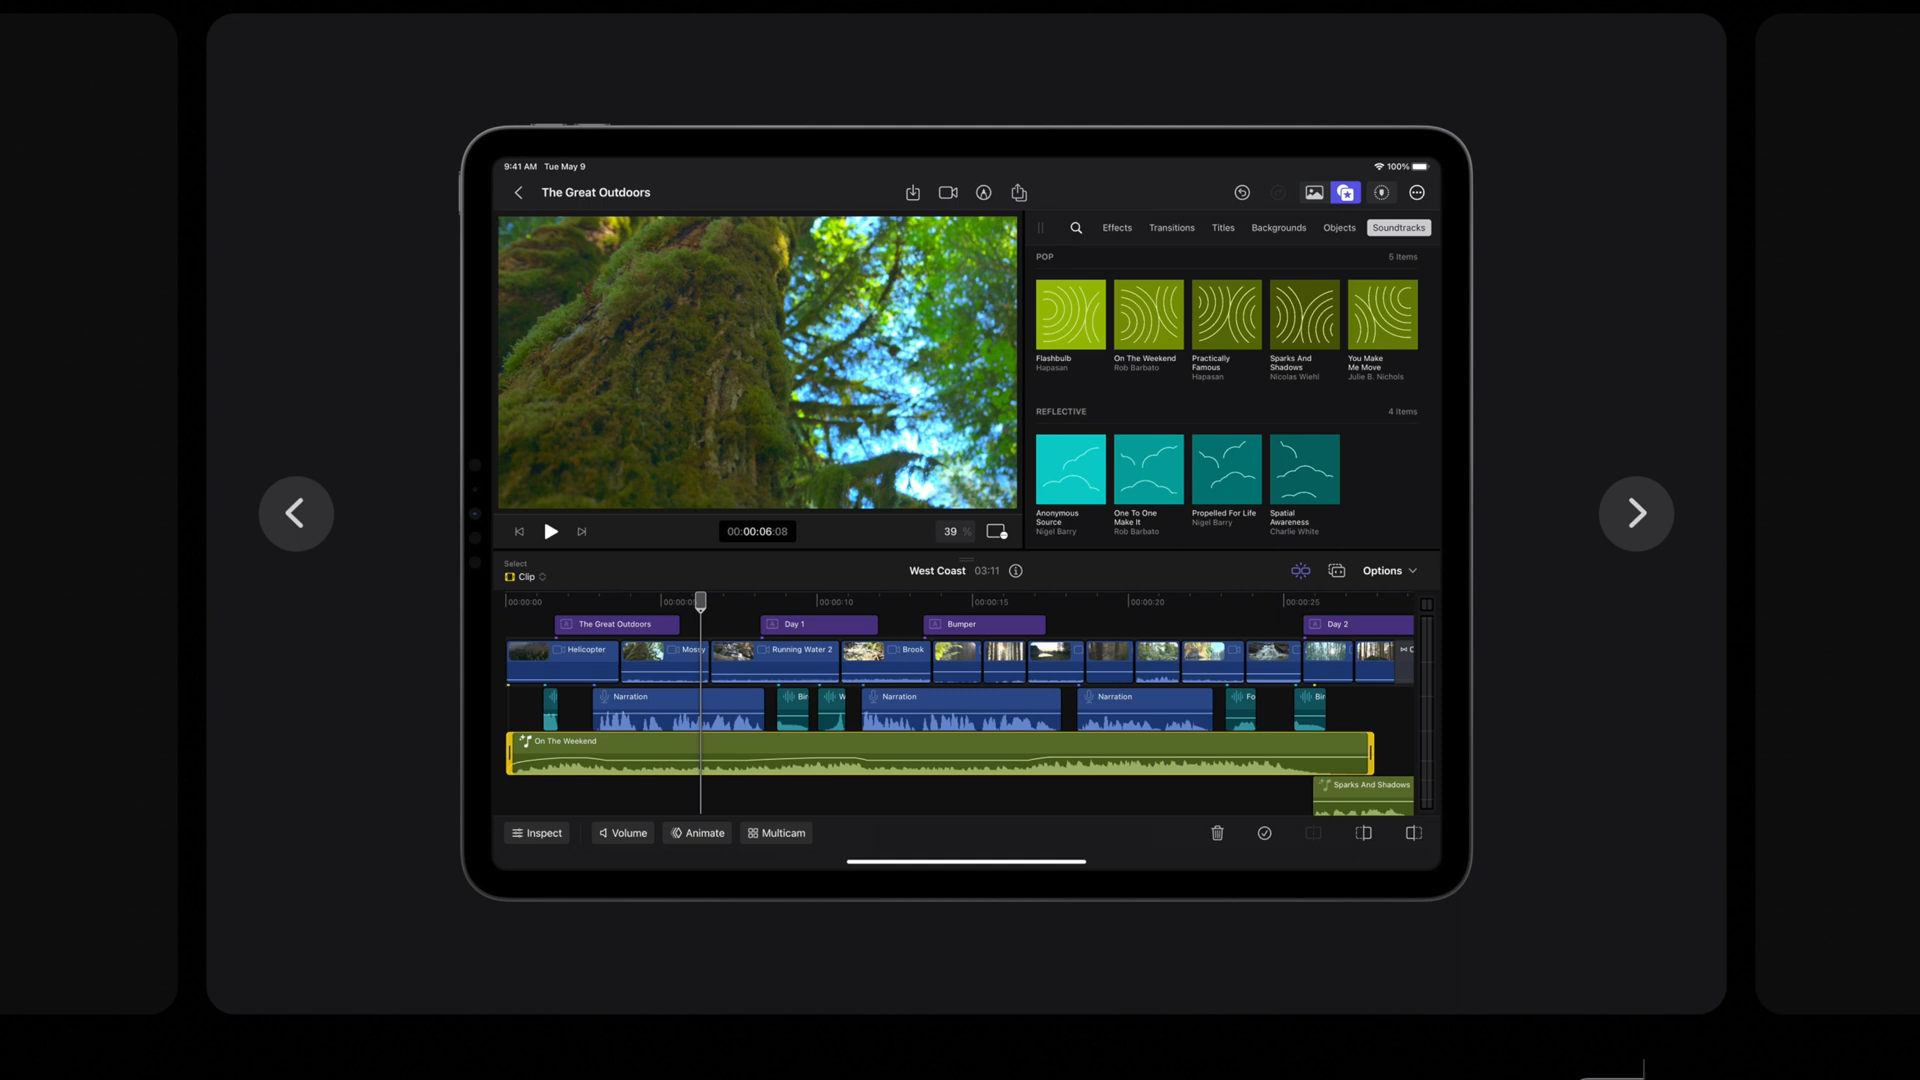 9:41 AM Tue May 9
100%
The Great Outdoors
Effects Transitions Titles Backgrounds Objects Soundtracks
POP 5 Items
Flashbulb
Hapasan
On The Weekend
Rob Barbato
Practically
Famous
Hapasan
Sparks And
Shadows
Nicolas Wiehl
You Make
Me Move
Julie B. Nichols
REFLECTIVE 4 Items
Anonymous
Source
Nigel Barry
One To One
Make It
Rob Barbato
Propelled For Life
Nigel Barry
Spatial
Awareness
Charlie White
00:00:06:08
39 %
Select
Clip
West Coast 03:11
Options
00:00:00 00:00:10 00:00:15 00:00:20 00:00:25
The Great Outdoors Day 1 Bumper Day 2
Helicopter Running Water 2 Brook
Narration Narration Narration
On The Weekend
Sparks And Shadows
Inspect Volume Animate Multicam